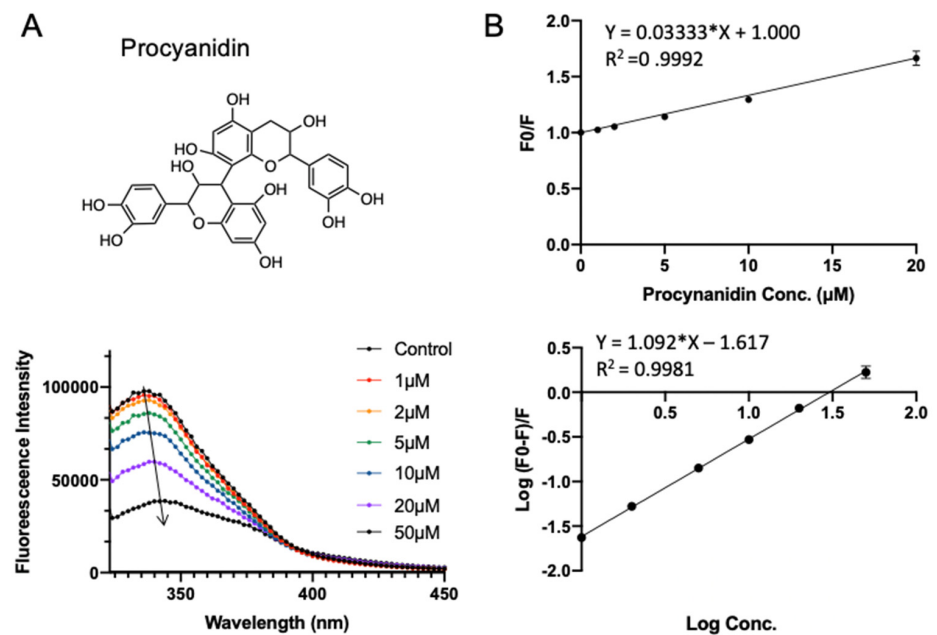 A
Procyanidin
OH
OH
HO
O
HO
OH
OH
OH
HO
O
HO
OH
Fluoreescence Intesnsity
100000
50000
0
350
400
450
Wavelength (nm)
Control
1μM
2μM
5μM
10μM
20μM
50μM
B
Y = 0.03333*X + 1.000
R2 =0 .9992
F0/F
2.0
1.5
1.0
0.5
0.0
0
5
10
15
20
Procynanidin Conc. (μM)
Y = 1.092*X – 1.617
R2 = 0.9981
Log (F0-F)/F
0.5
0.0
-0.5
-1.0
-1.5
-2.0
0.5
1.0
1.5
2.0
Log Conc.